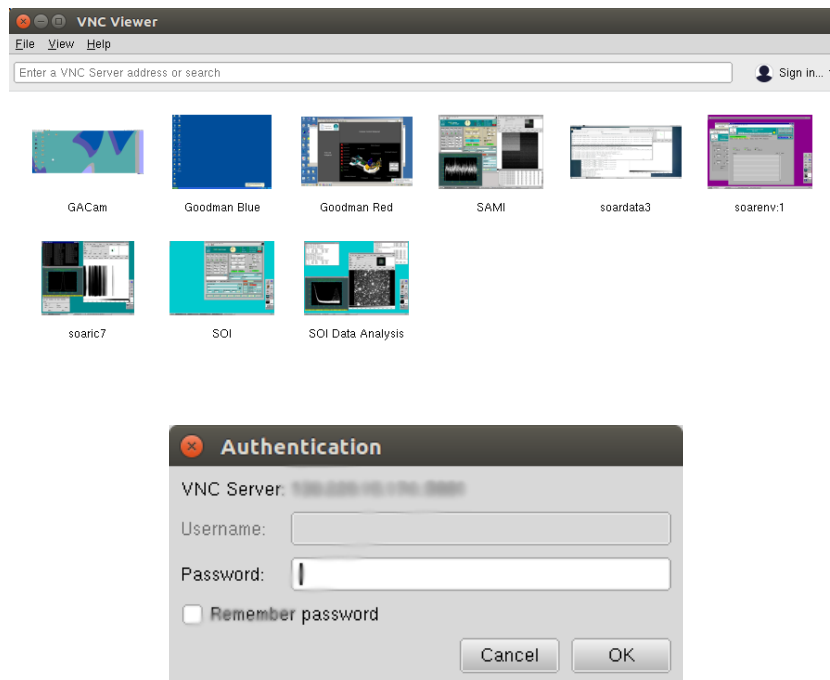 VNC Viewer
File View Help
Enter a VNC Server address or search
Sign in...
GACam Goodman Blue Goodman Red SAMI soardata3 soarenv:1
soaric7 SOI SOI Data Analysis
Authentication
VNC Server:
Username:
Password:
Remember password
Cancel OK